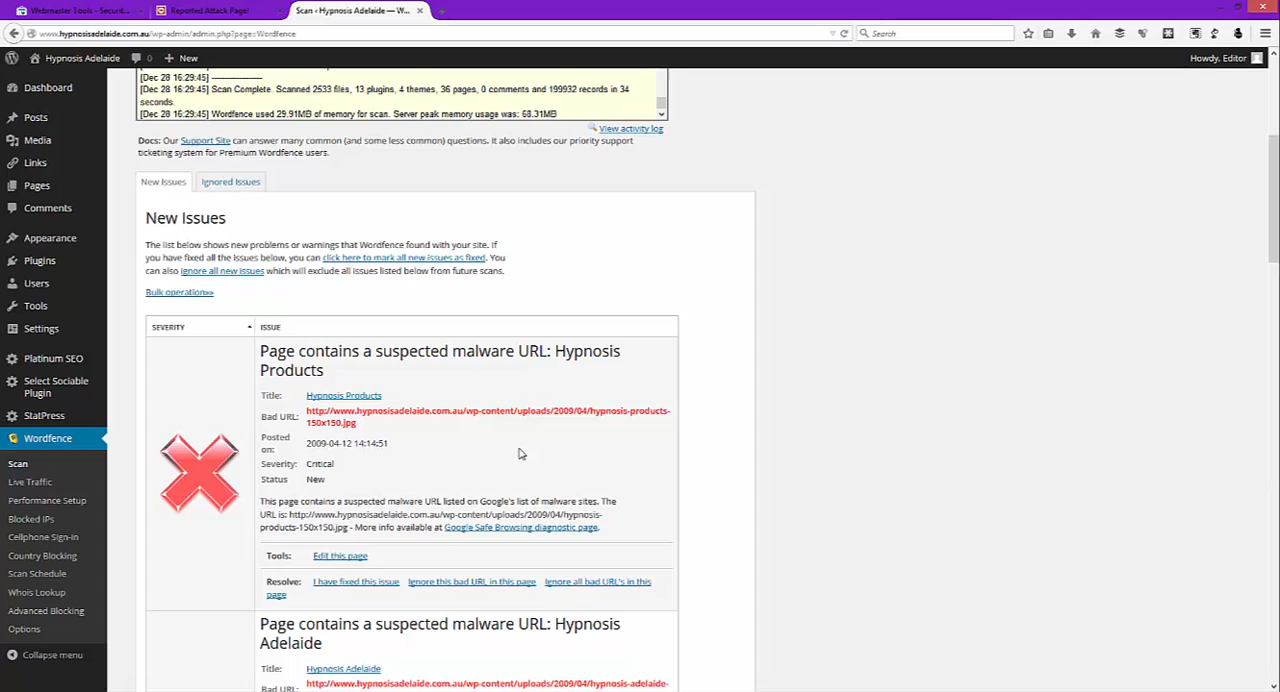 Webmaster Tools - Securit...
Reported Attack Page!
Scan ‹ Hypnosis Adelaide — W...
www.hypnosisadelaide.com.au/wp-admin/admin.php?page=Wordfence
Search
Hypnosis Adelaide
0
New
Howdy, Editor
Dashboard
Posts
Media
Links
Pages
Comments
Appearance
Plugins
Users
Tools
Settings
Platinum SEO
Select Sociable
Plugin
StatPress
Wordfence
Scan
Live Traffic
Performance Setup
Blocked IPs
Cellphone Sign-in
Country Blocking
Scan Schedule
Whois Lookup
Advanced Blocking
Options
Collapse menu
[Dec 28 16:29:45] -------------------
[Dec 28 16:29:45] Scan Complete. Scanned 2533 files, 13 plugins, 4 themes, 36 pages, 0 comments and 199932 records in 34
seconds.
[Dec 28 16:29:45] Wordfence used 29.91MB of memory for scan. Server peak memory usage was: 68.31MB
View activity log
Docs: Our Support Site can answer many common (and some less common) questions. It also includes our priority support
ticketing system for Premium Wordfence users.
New Issues
Ignored Issues
New Issues
The list below shows new problems or warnings that Wordfence found with your site. If
you have fixed all the issues below, you can click here to mark all new issues as fixed. You
can also ignore all new issues which will exclude all issues listed below from future scans.
Bulk operation>>
SEVERITY
ISSUE
Page contains a suspected malware URL: Hypnosis
Products
Title: Hypnosis Products
Bad URL: http://www.hypnosisadelaide.com.au/wp-content/uploads/2009/04/hypnosis-products-
150x150.jpg
Posted
on: 2009-04-12 14:14:51
Severity: Critical
Status New
This page contains a suspected malware URL listed on Google's list of malware sites. The
URL is: http://www.hypnosisadelaide.com.au/wp-content/uploads/2009/04/hypnosis-
products-150x150.jpg - More info available at Google Safe Browsing diagnostic page.
Tools: Edit this page
Resolve: I have fixed this issue Ignore this bad URL in this page Ignore all bad URL's in this
page
Page contains a suspected malware URL: Hypnosis
Adelaide
Title: Hypnosis Adelaide
Bad URL: http://www.hypnosisadelaide.com.au/wp-content/uploads/2009/04/hypnosis-adelaide-